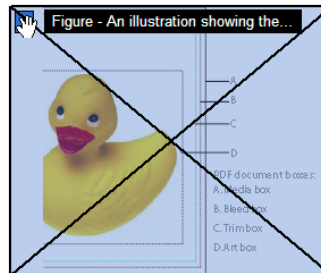 Figure - An illustration showing the...
A
B
C
D
PDF document boxes:
A. Media box
B. Bleed box
C. Trim box
D. Art box